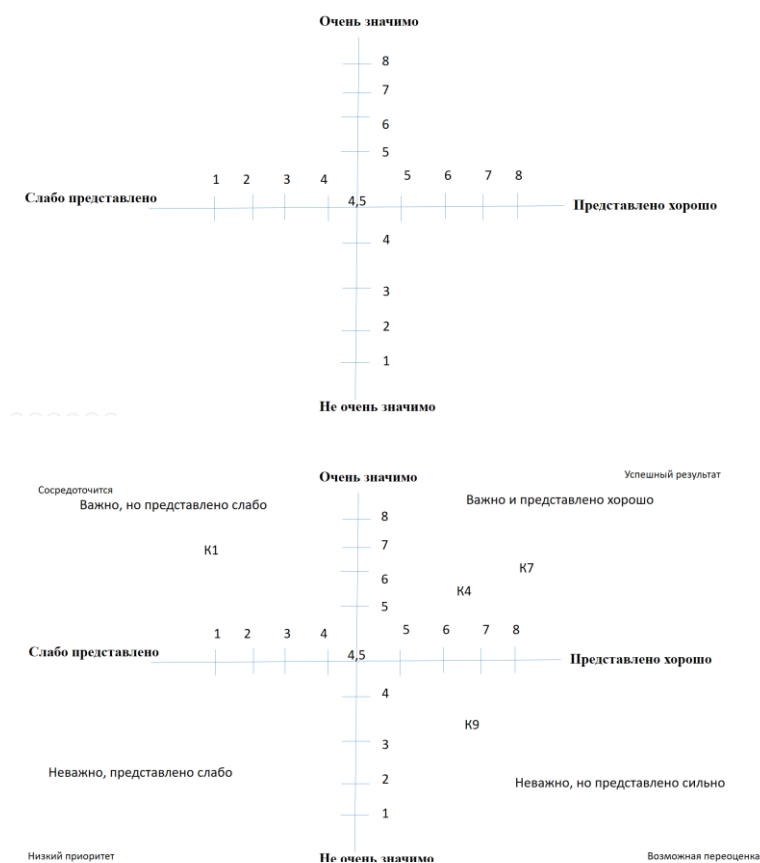 Очень значимо
8
7
6
5
1 2 3 4 5 6 7 8
Слабо представлено 4,5 Представлено хорошо
4
3
2
1
Не очень значимо
Очень значимо Успешный результат
Сосредоточится
Важно, но представлено слабо Важно и представлено хорошо
8
7
К1
К7
6
К4
5
1 2 3 4 5 6 7 8
Слабо представлено 4,5 Представлено хорошо
4
К9
3
Неважно, представлено слабо 2 Неважно, но представлено сильно
1
Низкий приоритет Не очень значимо Возможная переоценка